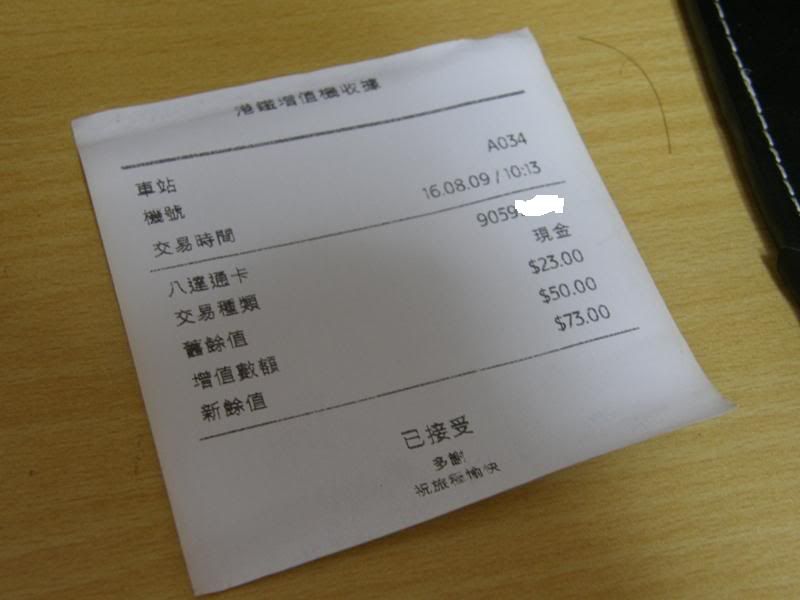 港鐵增值機收據
車站
機號 A034
交易時間 16.08.09 / 10:13
八達通卡 9059
交易種類 現金
舊餘值 $23.00
增值數額 $50.00
新餘值 $73.00
已接受
多謝
祝旅程愉快